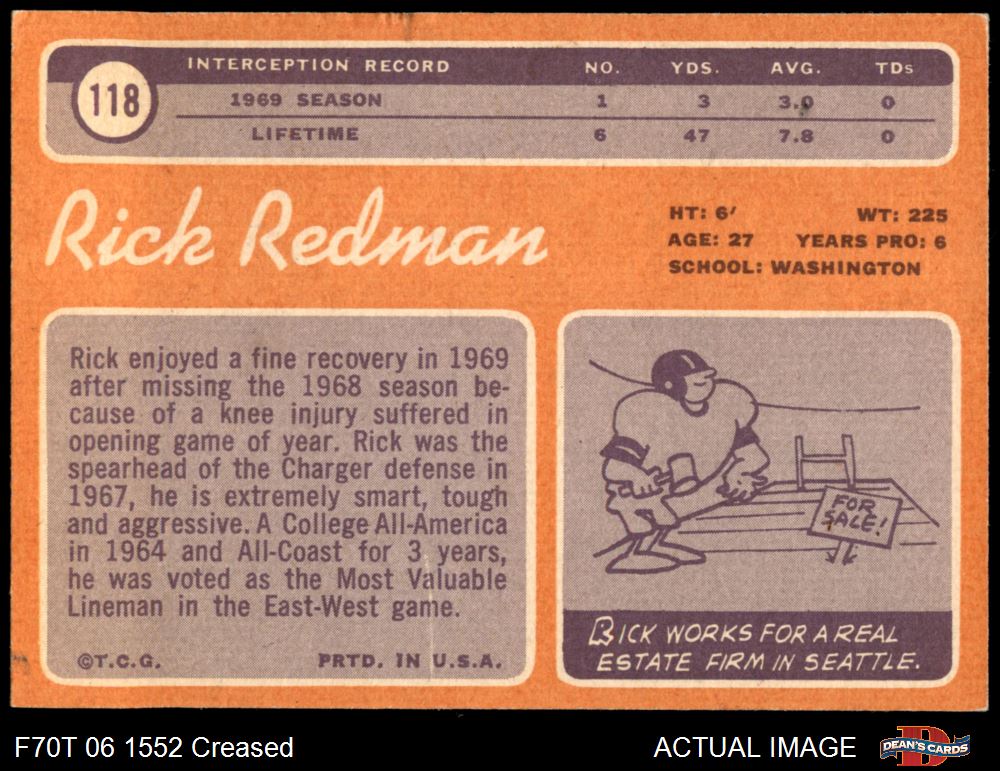 118
INTERCEPTION RECORD NO. YDS. AVG. TDs
1969 SEASON 1 3 3.0 0
LIFETIME 6 47 7.8 0
Rick Redman
HT: 6' WT: 225
AGE: 27 YEARS PRO: 6
SCHOOL: WASHINGTON
Rick enjoyed a fine recovery in 1969
after missing the 1968 season be-
cause of a knee injury suffered in
opening game of year. Rick was the
spearhead of the Charger defense in
1967, he is extremely smart, tough
and aggressive. A College All-America
in 1964 and All-Coast for 3 years,
he was voted as the Most Valuable
Lineman in the East-West game.
©T.C.G. PRTD. IN U.S.A.
FOR
SALE!
RICK WORKS FOR A REAL
ESTATE FIRM IN SEATTLE.
F70T 06 1552 Creased
ACTUAL IMAGE
D
DEAN'S CARDS